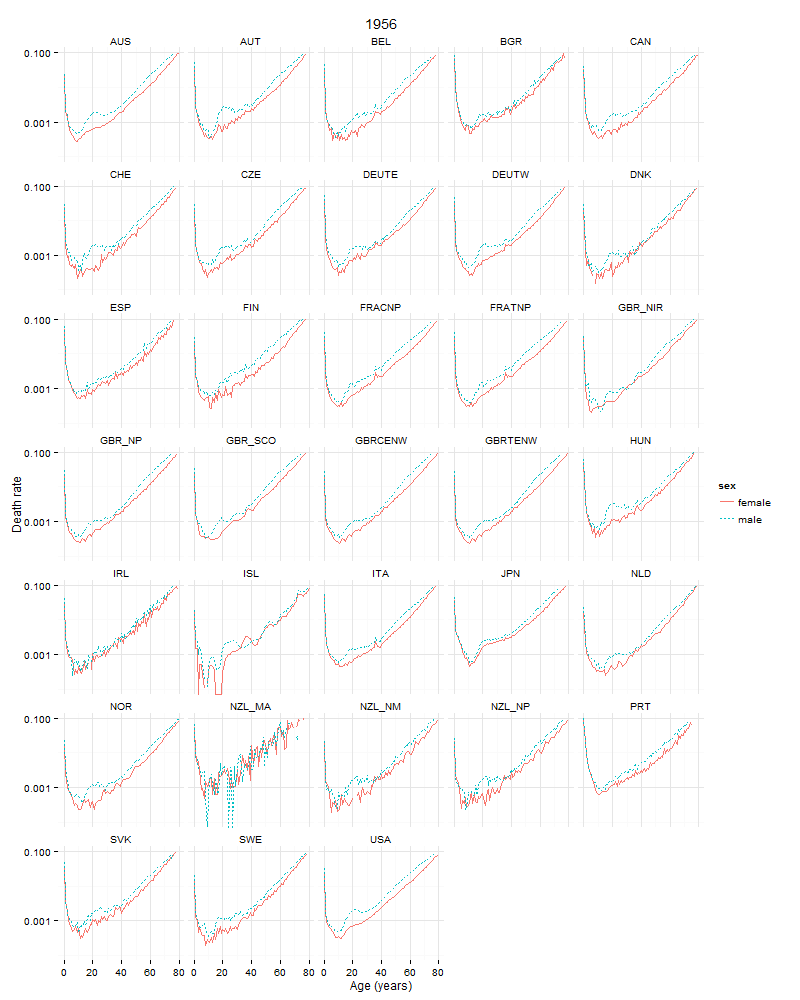 1956
AUS AUT BEL BGR CAN
0.100
0.001
CHE CZE DEUTE DEUTW DNK
0.100
0.001
ESP FIN FRACNP FRATNP GBR_NIR
0.100
0.001
GBR_NP GBR_SCO GBRCENW GBRTENW HUN
0.100
0.001
Death rate
sex
female
male
IRL ISL ITA JPN NLD
0.100
0.001
NOR NZL_MA NZL_NM NZL_NP PRT
0.100
0.001
SVK SWE USA
0.100
0.001
0 20 40 60 80 0 20 40 60 80 0 20 40 60 80
Age (years)